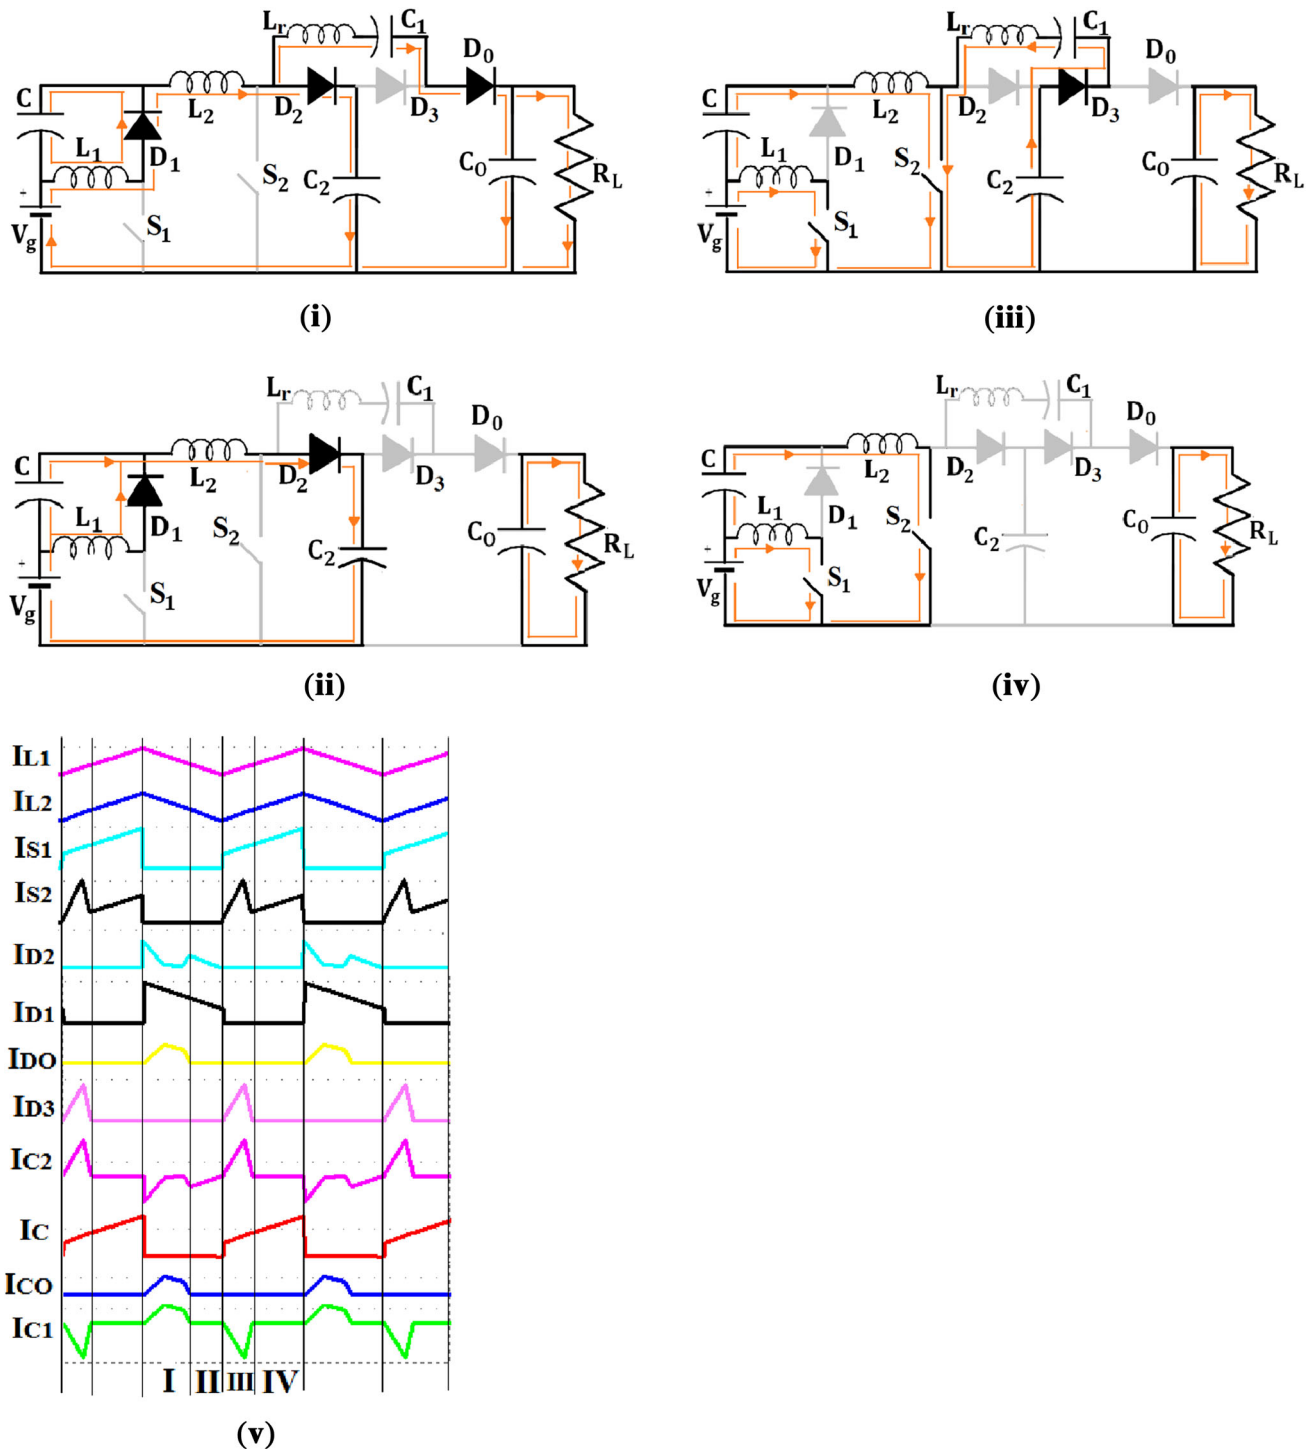 Lr C1
D0
C
L2 D2 D3
L1 D1
S2 C2 CO RL
+
Vg S1
(i)
Lr C1
D0
C
L2 D2 D3
L1 D1
S2 C2 CO RL
+
Vg S1
(iii)
Lr C1
D0
C
L2 D2 D3
L1 D1
S2 C2 CO RL
+
Vg S1
(ii)
Lr C1
D0
C
L2 D2 D3
L1 D1
S2 C2 CO RL
+
Vg S1
(iv)
IL1
IL2
IS1
IS2
ID2
ID1
IDO
ID3
IC2
IC
ICO
IC1
I II III IV
(v)